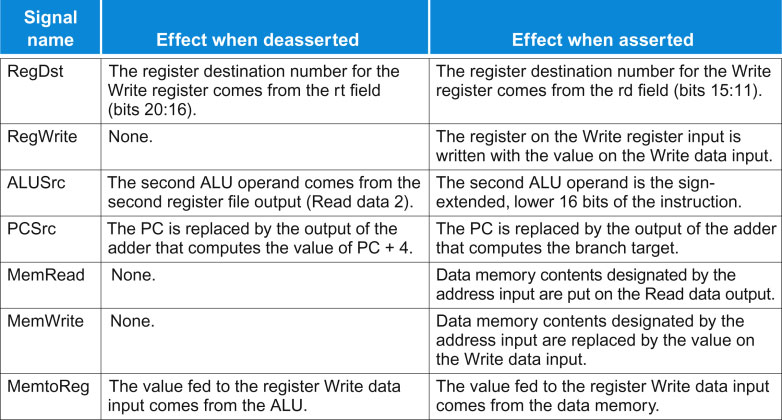 Signal
name
Effect when deasserted
Effect when asserted
RegDst
The register destination number for the
Write register comes from the rt field
(bits 20:16).
The register destination number for the Write
register comes from the rd field (bits 15:11).
RegWrite
None.
The register on the Write register input is
written with the value on the Write data input.
ALUSrc
The second ALU operand comes from the
second register file output (Read data 2).
The second ALU operand is the sign-
extended, lower 16 bits of the instruction.
PCSrc
The PC is replaced by the output of the
adder that computes the value of PC + 4.
The PC is replaced by the output of the adder
that computes the branch target.
MemRead
None.
Data memory contents designated by the
address input are put on the Read data output.
MemWrite
None.
Data memory contents designated by the
address input are replaced by the value on
the Write data input.
MemtoReg
The value fed to the register Write data
input comes from the ALU.
The value fed to the register Write data input
comes from the data memory.